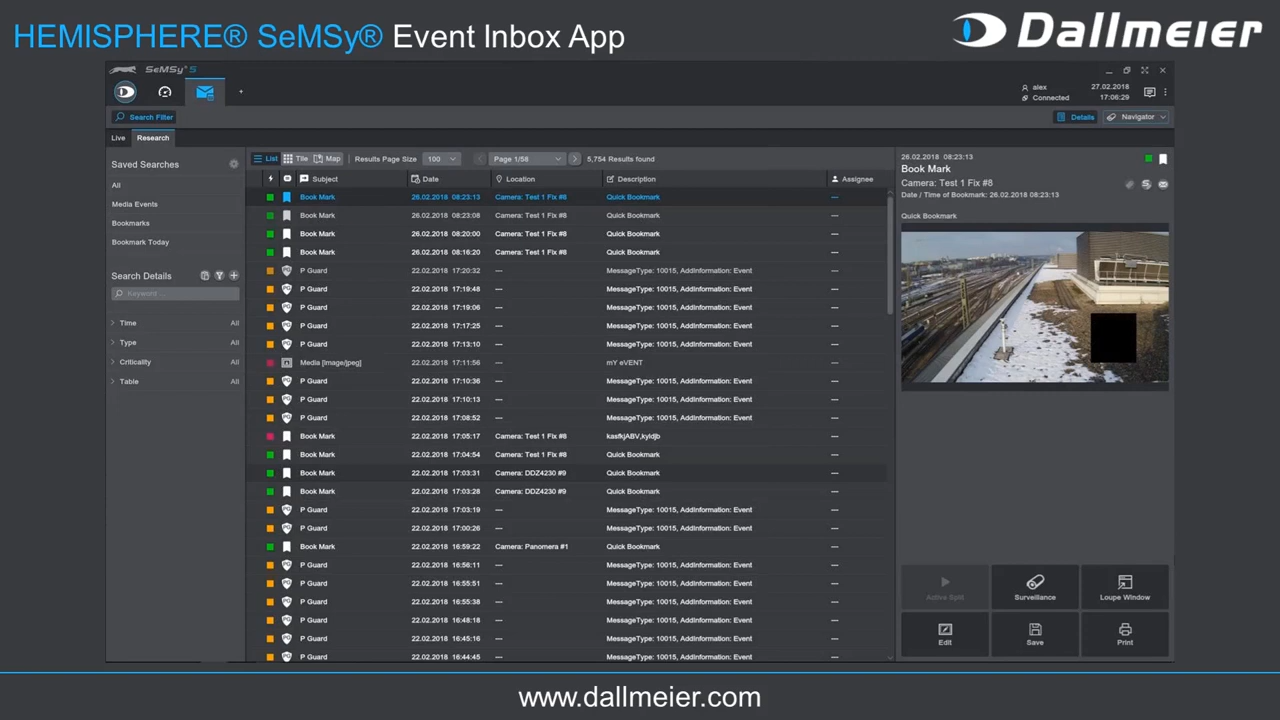 HEMISPHERE® SeMSy® Event Inbox App
Dallmeier
SeMSy® 5
alex
Connected
27.02.2018
17:06:29
Search Filter
Details
Navigator
Live
Research
Saved Searches
All
Media Events
Bookmarks
Bookmark Today
Search Details
Keyword ...
Time All
Type All
Criticality All
Table All
List Tile Map Results Page Size 100 Page 1/58 5,754 Results found
Subject Date Location Description Assignee
Book Mark 26.02.2018 08:23:13 Camera: Test 1 Fix #8 Quick Bookmark —
Book Mark 26.02.2018 08:23:08 Camera: Test 1 Fix #8 Quick Bookmark —
Book Mark 26.02.2018 08:20:00 Camera: Test 1 Fix #8 Quick Bookmark —
Book Mark 26.02.2018 08:16:20 Camera: Test 1 Fix #8 Quick Bookmark —
P Guard 22.02.2018 17:20:32 — MessageType: 10015, AddInformation: Event —
P Guard 22.02.2018 17:19:48 — MessageType: 10015, AddInformation: Event —
P Guard 22.02.2018 17:19:06 — MessageType: 10015, AddInformation: Event —
P Guard 22.02.2018 17:17:25 — MessageType: 10015, AddInformation: Event —
P Guard 22.02.2018 17:13:10 — MessageType: 10015, AddInformation: Event —
Media [image/jpeg] 22.02.2018 17:11:56 — mY eVENT —
P Guard 22.02.2018 17:10:36 — MessageType: 10015, AddInformation: Event —
P Guard 22.02.2018 17:10:13 — MessageType: 10015, AddInformation: Event —
P Guard 22.02.2018 17:08:52 — MessageType: 10015, AddInformation: Event —
Book Mark 22.02.2018 17:05:17 Camera: Test 1 Fix #8 kasfkjABV,kyldjb —
Book Mark 22.02.2018 17:04:54 Camera: Test 1 Fix #8 Quick Bookmark —
Book Mark 22.02.2018 17:03:31 Camera: DDZ4230 #9 Quick Bookmark —
Book Mark 22.02.2018 17:03:28 Camera: DDZ4230 #9 Quick Bookmark —
P Guard 22.02.2018 17:03:19 — MessageType: 10015, AddInformation: Event —
P Guard 22.02.2018 17:00:26 — MessageType: 10015, AddInformation: Event —
Book Mark 22.02.2018 16:59:22 Camera: Panomera #1 Quick Bookmark —
P Guard 22.02.2018 16:56:11 — MessageType: 10015, AddInformation: Event —
P Guard 22.02.2018 16:55:51 — MessageType: 10015, AddInformation: Event —
P Guard 22.02.2018 16:55:38 — MessageType: 10015, AddInformation: Event —
P Guard 22.02.2018 16:48:18 — MessageType: 10015, AddInformation: Event —
P Guard 22.02.2018 16:45:16 — MessageType: 10015, AddInformation: Event —
P Guard 22.02.2018 16:44:45 — MessageType: 10015, AddInformation: Event —
26.02.2018 08:23:13
Book Mark
Camera: Test 1 Fix #8
Date / Time of Bookmark: 26.02.2018 08:23:13
Quick Bookmark
Active Split
Surveillance
Loupe Window
Edit
Save
Print
www.dallmeier.com